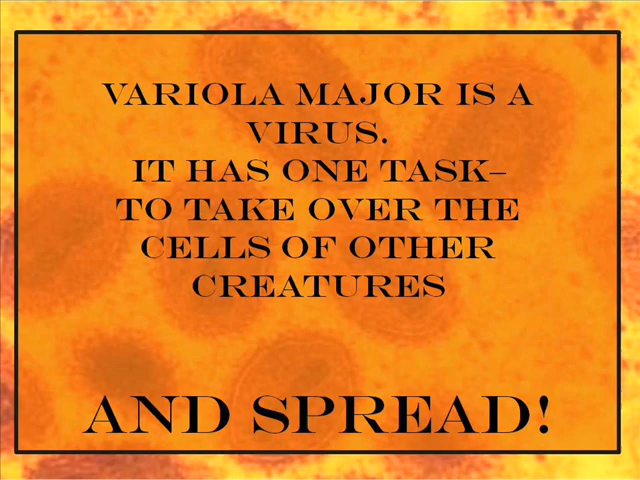 VARIOLA MAJOR IS A
VIRUS.
IT HAS ONE TASK–
TO TAKE OVER THE
CELLS OF OTHER
CREATURES
AND SPREAD!